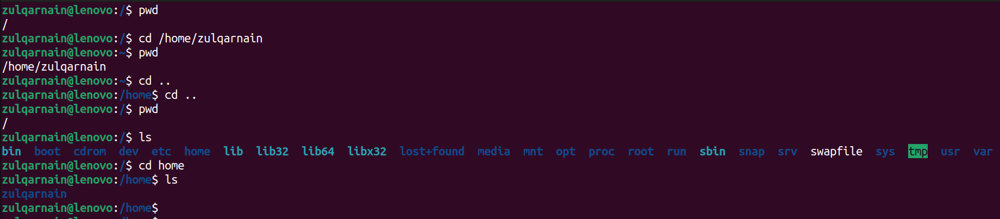 zulqarnain@lenovo:/$ pwd
/
zulqarnain@lenovo:/$ cd /home/zulqarnain
zulqarnain@lenovo:~$ pwd
/home/zulqarnain
zulqarnain@lenovo:~$ cd ..
zulqarnain@lenovo:/home$ cd ..
zulqarnain@lenovo:/$ pwd
/
zulqarnain@lenovo:/$ ls
bin boot cdrom dev etc home lib lib32 lib64 libx32 lost+found media mnt opt proc root run sbin snap srv swapfile sys tmp usr var
zulqarnain@lenovo:/$ cd home
zulqarnain@lenovo:/home$ ls
zulqarnain
zulqarnain@lenovo:/home$